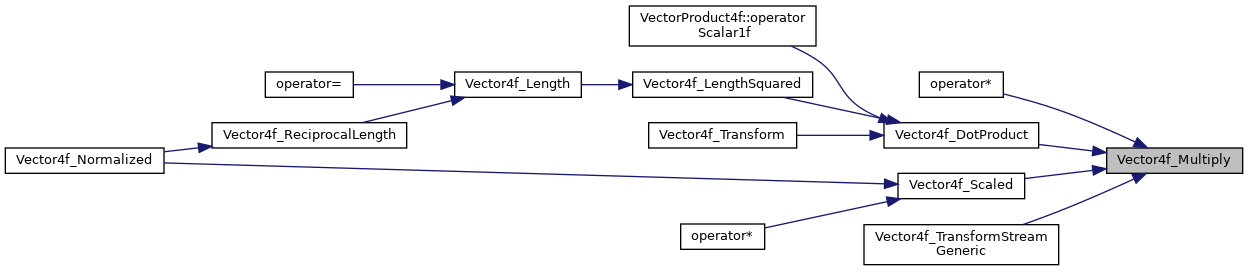 VectorProduct4f::operator
Scalar1f
operator=
Vector4f_Length
Vector4f_LengthSquared
operator*
Vector4f_ReciprocalLength
Vector4f_Transform
Vector4f_DotProduct
Vector4f_Normalized
Vector4f_Multiply
Vector4f_Scaled
operator*
Vector4f_TransformStream
Generic